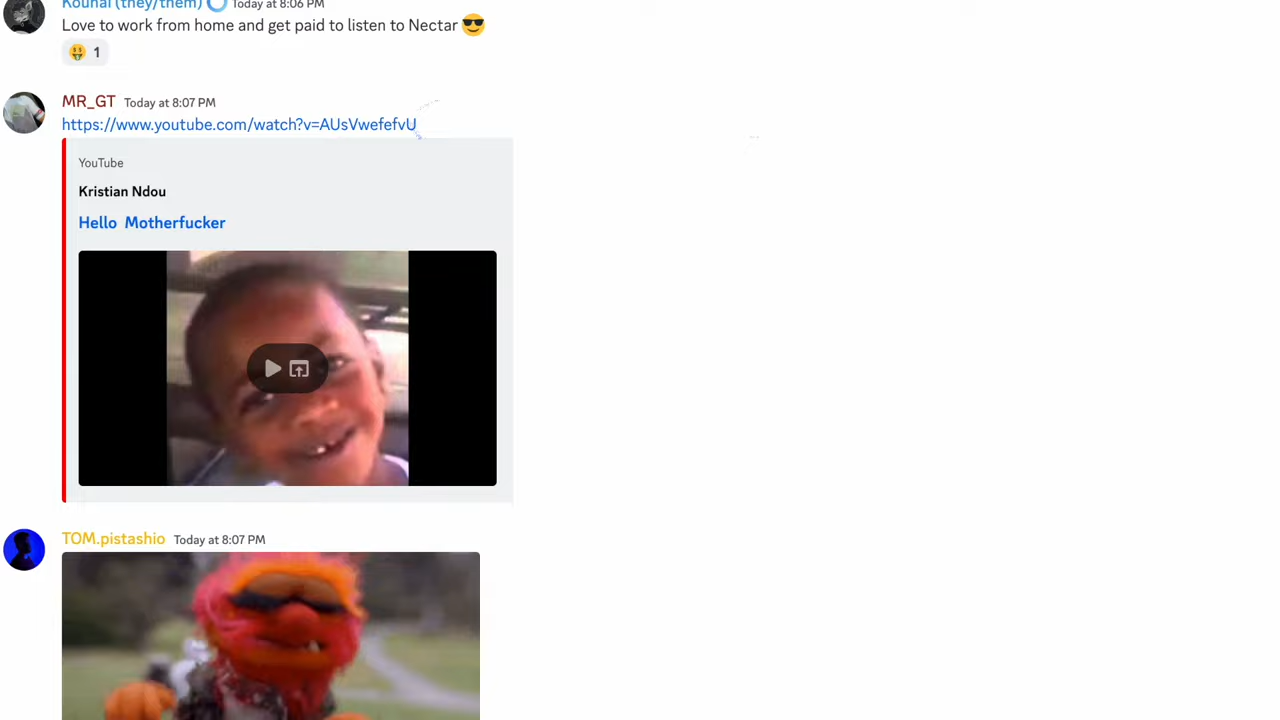 Kouhai (they/them) Today at 8:06 PM
Love to work from home and get paid to listen to Nectar 😎
🤑 1
MR_GT Today at 8:07 PM
https://www.youtube.com/watch?v=AUsVwefefvU
YouTube
Kristian Ndou
Hello Motherfucker
TOM.pistashio Today at 8:07 PM